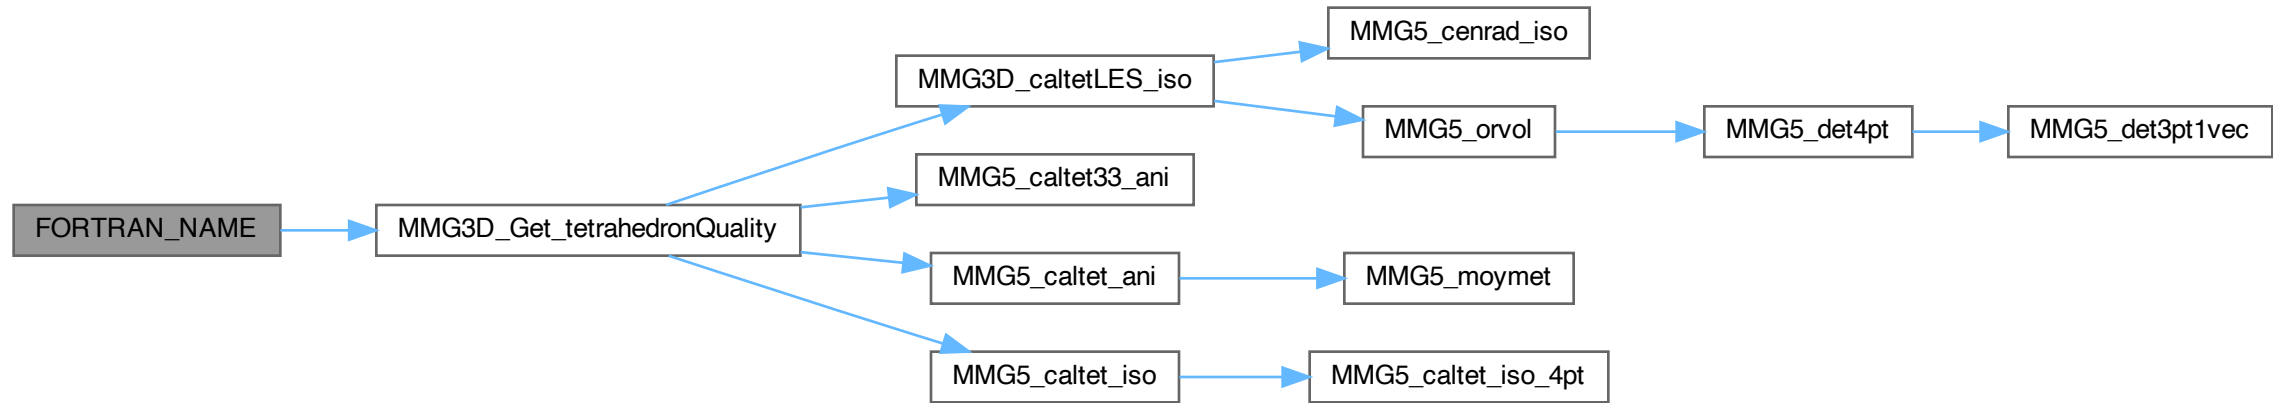 MMG5_cenrad_iso
MMG3D_caltetLES_iso
MMG5_orvol
MMG5_det4pt
MMG5_det3pt1vec
MMG5_caltet33_ani
FORTRAN_NAME
MMG3D_Get_tetrahedronQuality
MMG5_caltet_ani
MMG5_moymet
MMG5_caltet_iso
MMG5_caltet_iso_4pt